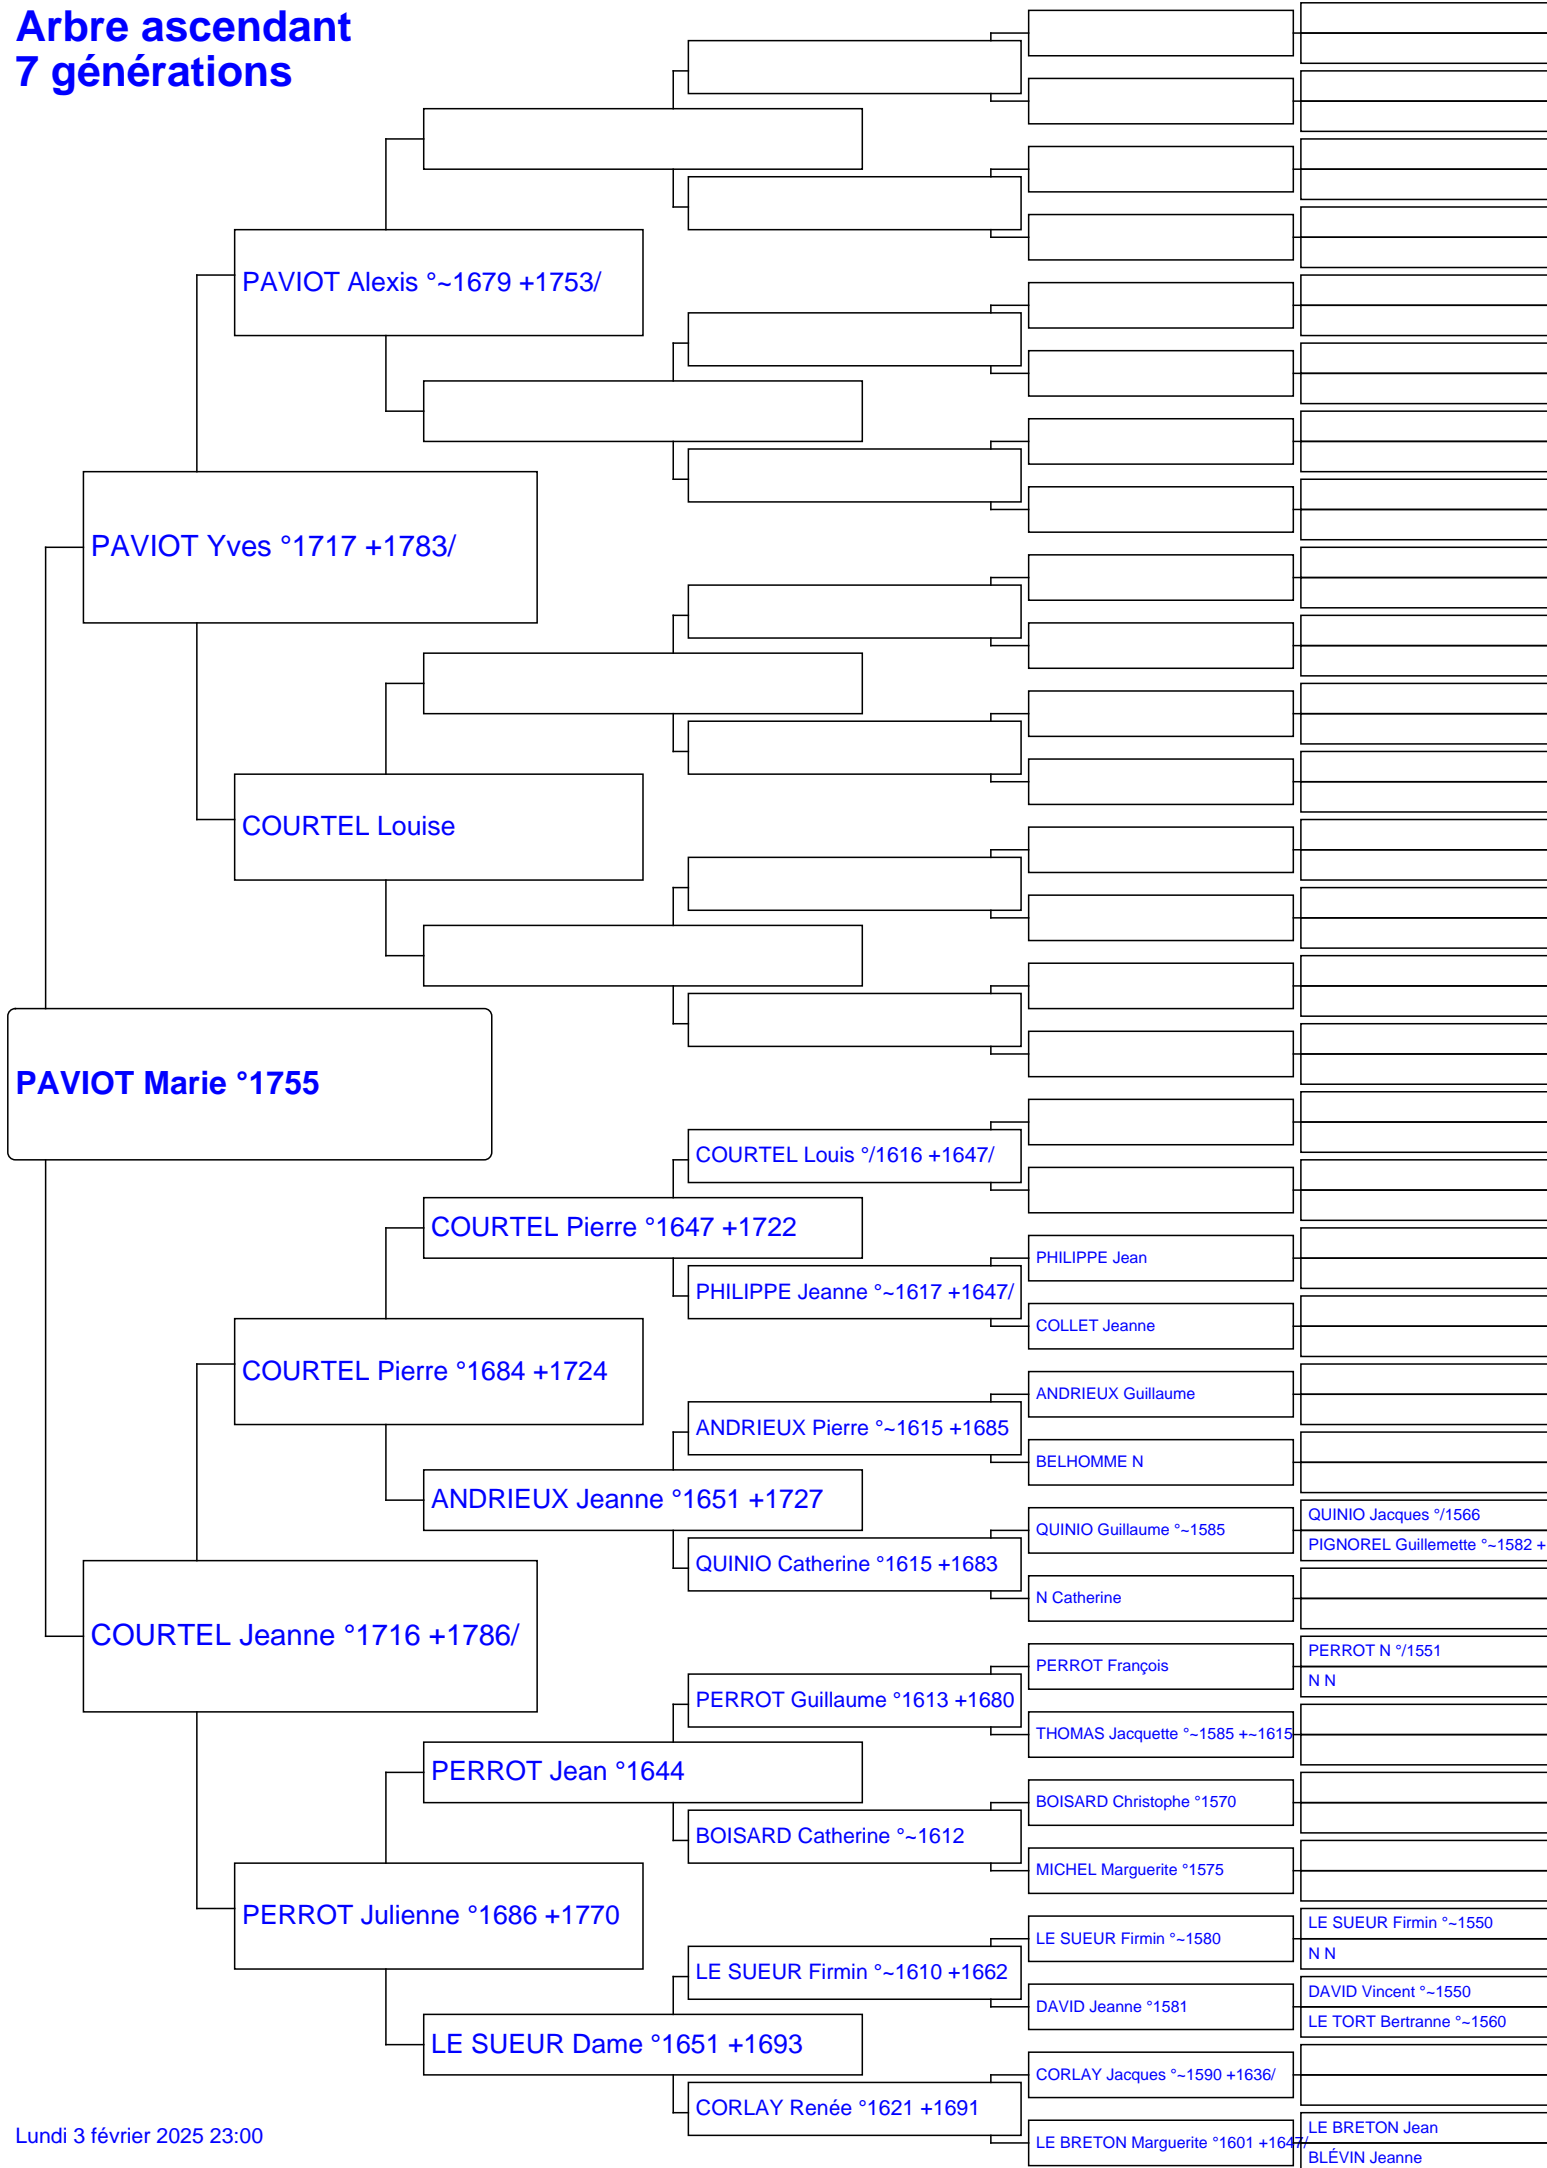 Arbre ascendant
7 générations
PAVIOT Alexis °~1679 +1753/
PAVIOT Yves °1717 +1783/
COURTEL Louise
PAVIOT Marie °1755
COURTEL Louis °/1616 +1647/
COURTEL Pierre °1647 +1722
PHILIPPE Jean
PHILIPPE Jeanne °~1617 +1647/
COLLET Jeanne
COURTEL Pierre °1684 +1724
ANDRIEUX Guillaume
ANDRIEUX Pierre °~1615 +1685
BELHOMME N
ANDRIEUX Jeanne °1651 +1727
QUINIO Jacques °/1566
QUINIO Guillaume °~1585
PIGNOREL Guillemette °~1582 +
QUINIO Catherine °1615 +1683
N Catherine
COURTEL Jeanne °1716 +1786/
PERROT N °/1551
PERROT François
N N
PERROT Guillaume °1613 +1680
THOMAS Jacquette °~1585 +~1615
PERROT Jean °1644
BOISARD Christophe °1570
BOISARD Catherine °~1612
MICHEL Marguerite °1575
PERROT Julienne °1686 +1770
LE SUEUR Firmin °~1550
LE SUEUR Firmin °~1580
N N
LE SUEUR Firmin °~1610 +1662
DAVID Vincent °~1550
DAVID Jeanne °1581
LE TORT Bertranne °~1560
LE SUEUR Dame °1651 +1693
CORLAY Jacques °~1590 +1636/
CORLAY Renée °1621 +1691
LE BRETON Jean
LE BRETON Marguerite °1601 +1647/
BLÉVIN Jeanne
Lundi 3 février 2025 23:00